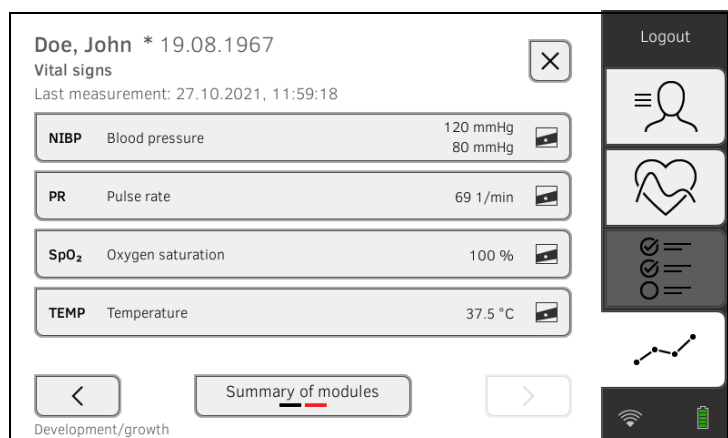 Doe, John * 19.08.1967
Vital signs
Last measurement: 27.10.2021, 11:59:18
NIBP Blood pressure 120 mmHg
80 mmHg
PR Pulse rate 69 1/min
SpO₂ Oxygen saturation 100 %
TEMP Temperature 37.5 °C
Summary of modules
Development/growth
Logout